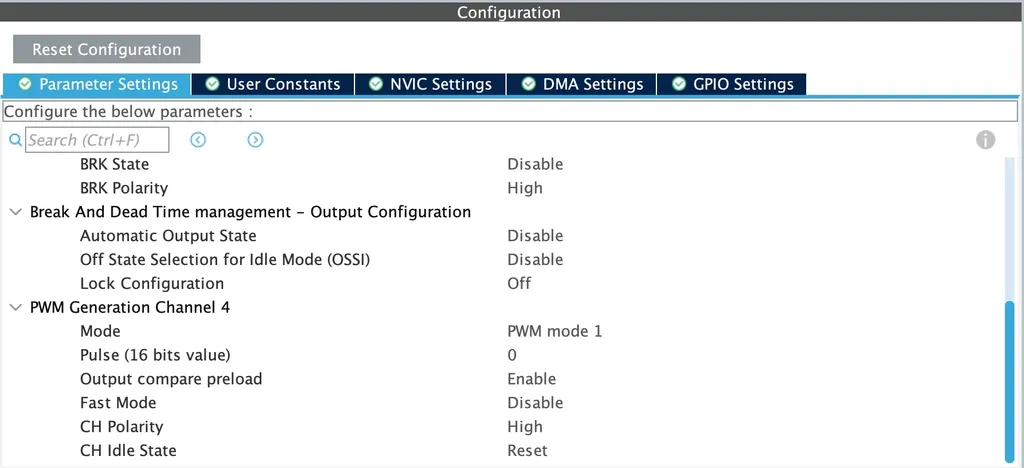 Configuration
Reset Configuration
Parameter Settings User Constants NVIC Settings DMA Settings GPIO Settings
Configure the below parameters :
Search (Ctrl+F)
BRK State Disable
BRK Polarity High
Break And Dead Time management - Output Configuration
Automatic Output State Disable
Off State Selection for Idle Mode (OSSI) Disable
Lock Configuration Off
PWM Generation Channel 4
Mode PWM mode 1
Pulse (16 bits value) 0
Output compare preload Enable
Fast Mode Disable
CH Polarity High
CH Idle State Reset